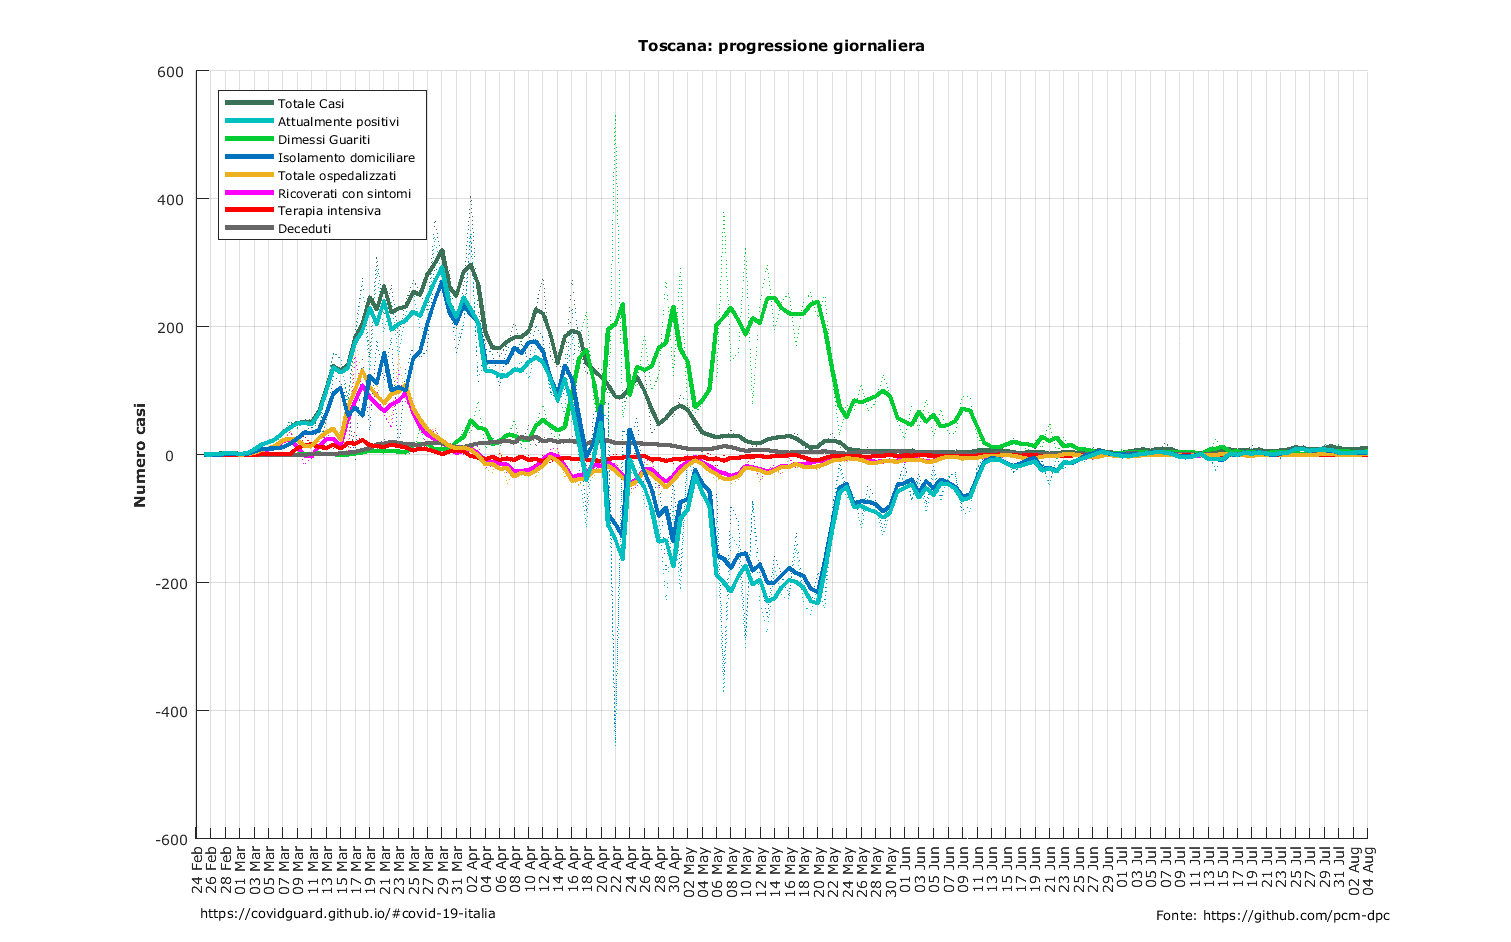 Toscana: progressione giornaliera
Numero casi
600
400
200
0
-200
-400
-600
Totale Casi
Attualmente positivi
Dimessi Guariti
Isolamento domiciliare
Totale ospedalizzati
Ricoverati con sintomi
Terapia intensiva
Deceduti
24 Feb
26 Feb
28 Feb
01 Mar
03 Mar
05 Mar
07 Mar
09 Mar
11 Mar
13 Mar
15 Mar
17 Mar
19 Mar
21 Mar
23 Mar
25 Mar
27 Mar
29 Mar
31 Mar
02 Apr
04 Apr
06 Apr
08 Apr
10 Apr
12 Apr
14 Apr
16 Apr
18 Apr
20 Apr
22 Apr
24 Apr
26 Apr
28 Apr
30 Apr
02 May
04 May
06 May
08 May
10 May
12 May
14 May
16 May
18 May
20 May
22 May
24 May
26 May
28 May
30 May
01 Jun
03 Jun
05 Jun
07 Jun
09 Jun
11 Jun
13 Jun
15 Jun
17 Jun
19 Jun
21 Jun
23 Jun
25 Jun
27 Jun
29 Jun
01 Jul
03 Jul
05 Jul
07 Jul
09 Jul
11 Jul
13 Jul
15 Jul
17 Jul
19 Jul
21 Jul
23 Jul
25 Jul
27 Jul
29 Jul
31 Jul
02 Aug
04 Aug
https://covidguard.github.io/#covid-19-italia
Fonte: https://github.com/pcm-dpc